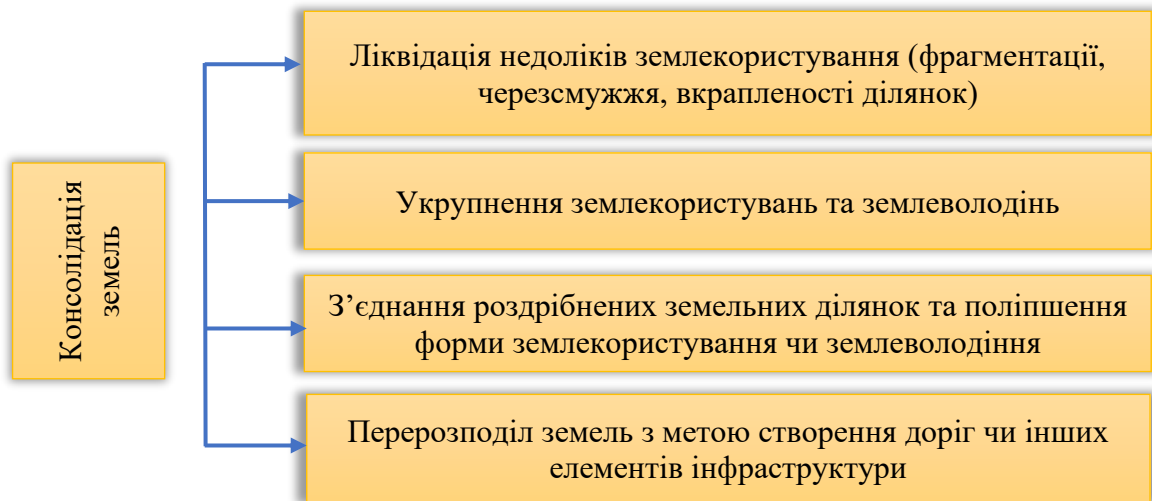 Консолідація
земель
Ліквідація недоліків землекористування (фрагментації,
черезсмужжя, вкрапленості ділянок)
Укрупнення землекористувань та землеволодінь
З’єднання роздрібнених земельних ділянок та поліпшення
форми землекористування чи землеволодіння
Перерозподіл земель з метою створення доріг чи інших
елементів інфраструктури